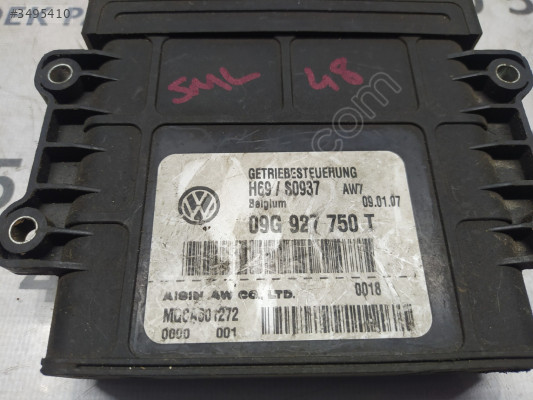 #3495410
SML 48
GETRIEBESTEUERUNG
H69 / S0937 AW7
Belgium 09.01.07
09G 927 750 T
0018
AISIN AW CO., LTD.
0000 001